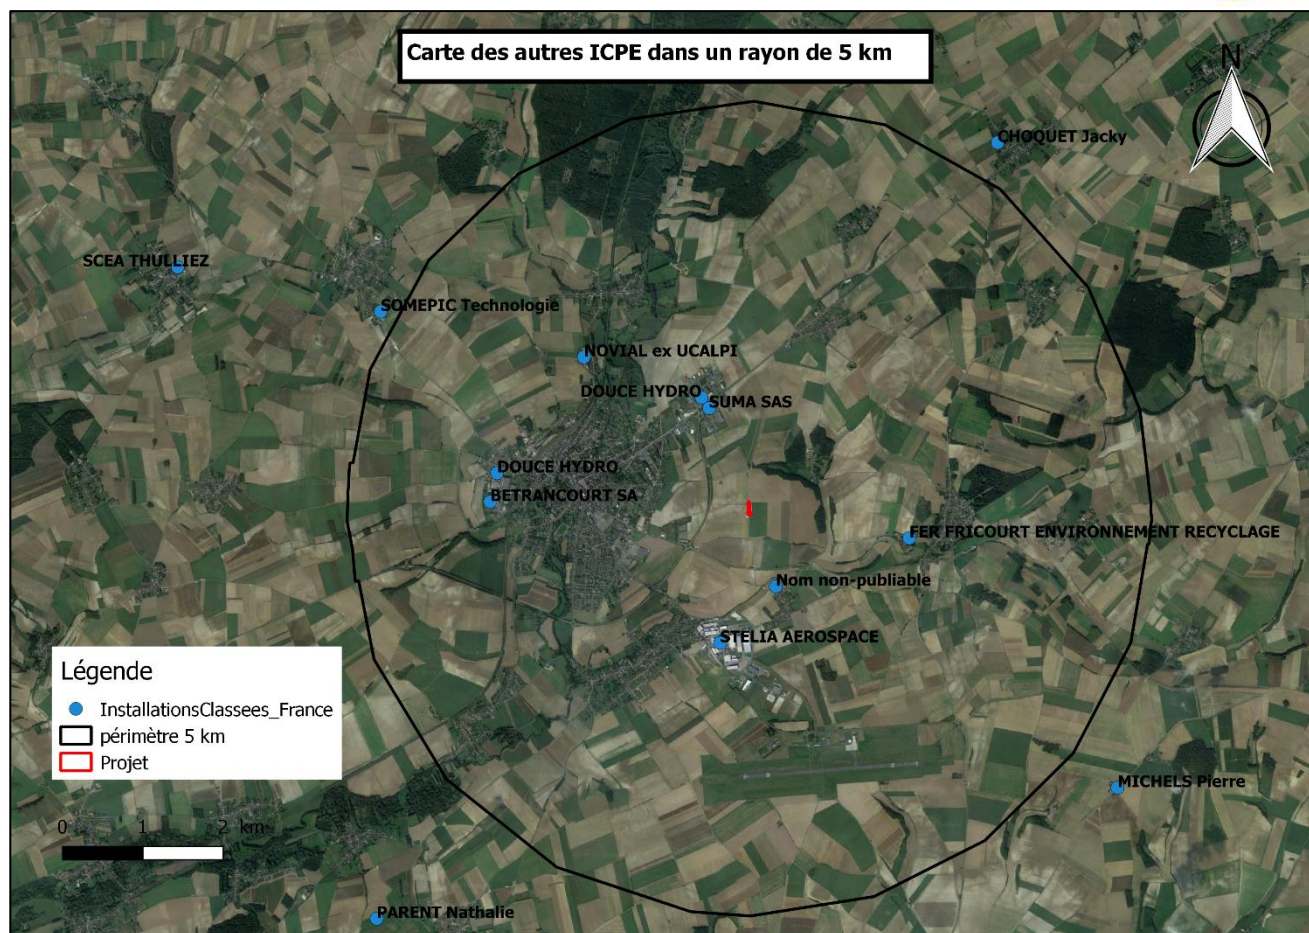 Carte des autres ICPE dans un rayon de 5 km
N
CHOQUET Jacky
SCEA THULLIEZ
SOMEPIC Technologie
NOVIAL ex UCALPI
DOUCE HYDRO
SUMA SAS
DOUCE HYDRO
BETRANCOURT SA
FER FRICOURT ENVIRONNEMENT RECYCLAGE
Nom non-publiable
STELIA AEROSPACE
Légende
InstallationsClassees_France
périmètre 5 km
Projet
MICHELS Pierre
0 1 2 km
PARENT Nathalie